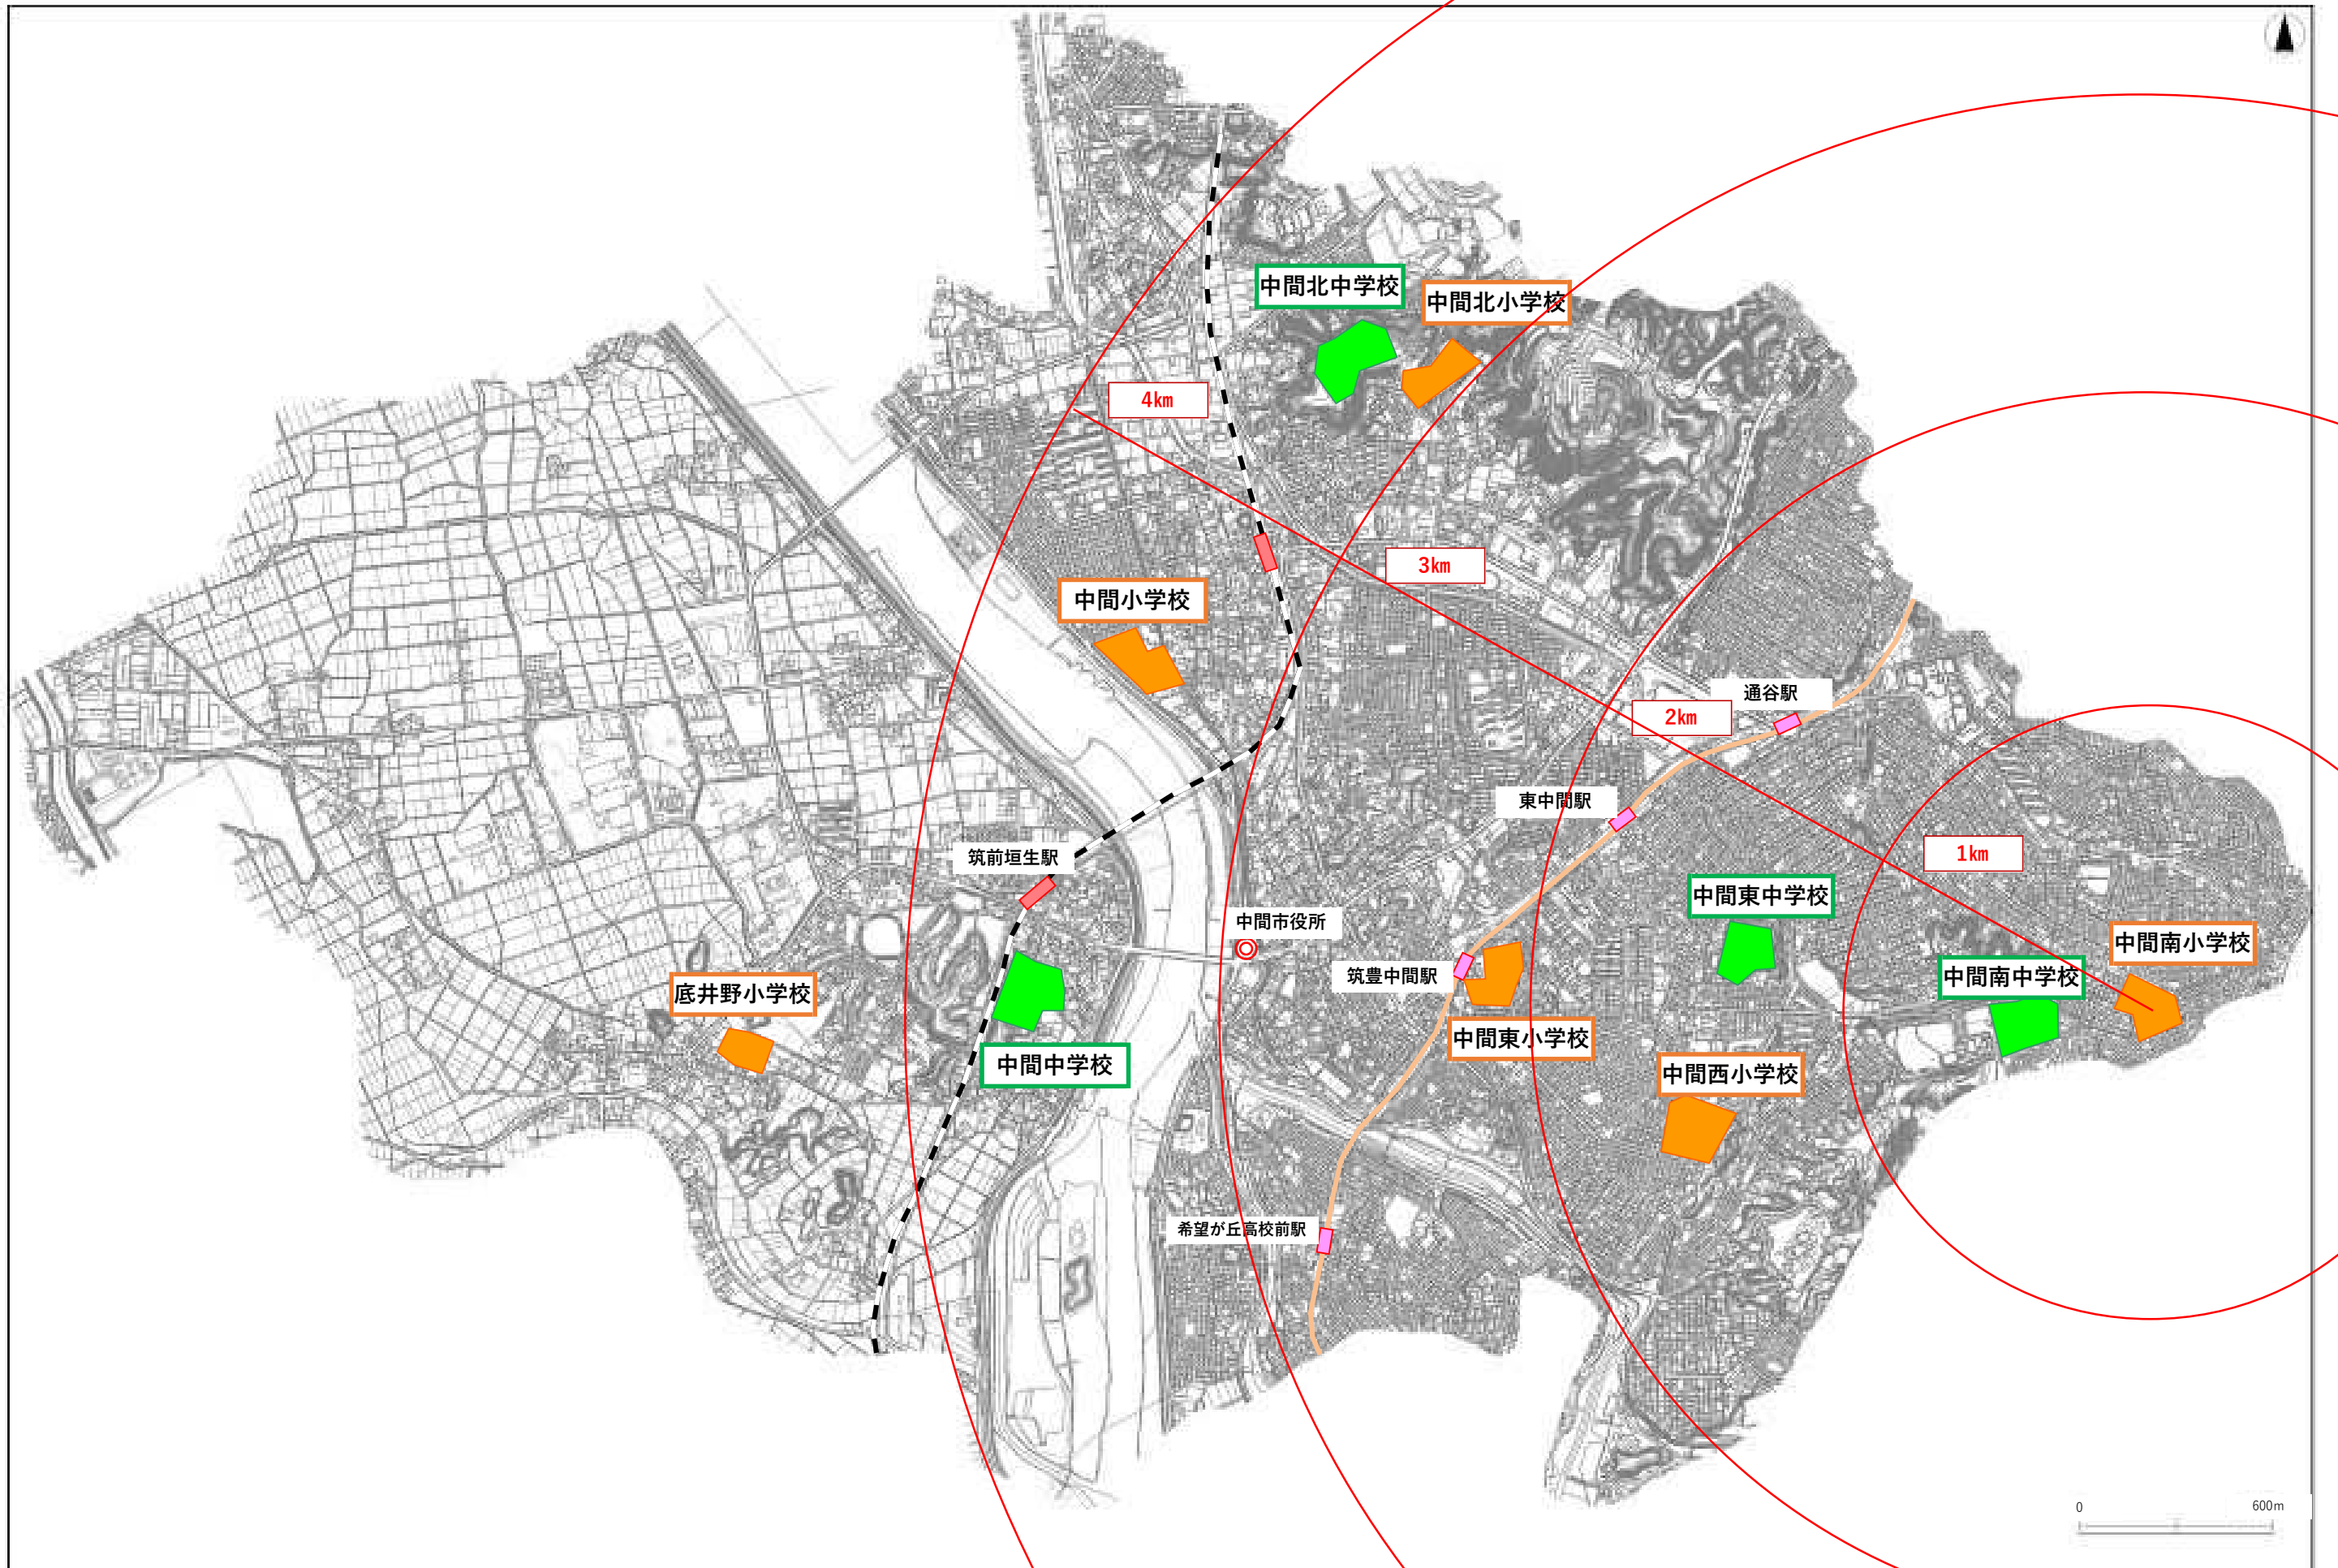 中間北中学校
中間北小学校
4km
3km
中間小学校
通谷駅
2km
東中間駅
筑前垣生駅
1km
中間東中学校
中間市役所
中間南小学校
筑豊中間駅
中間南中学校
底井野小学校
中間東小学校
中間中学校
中間西小学校
希望が丘高校前駅
0
600m